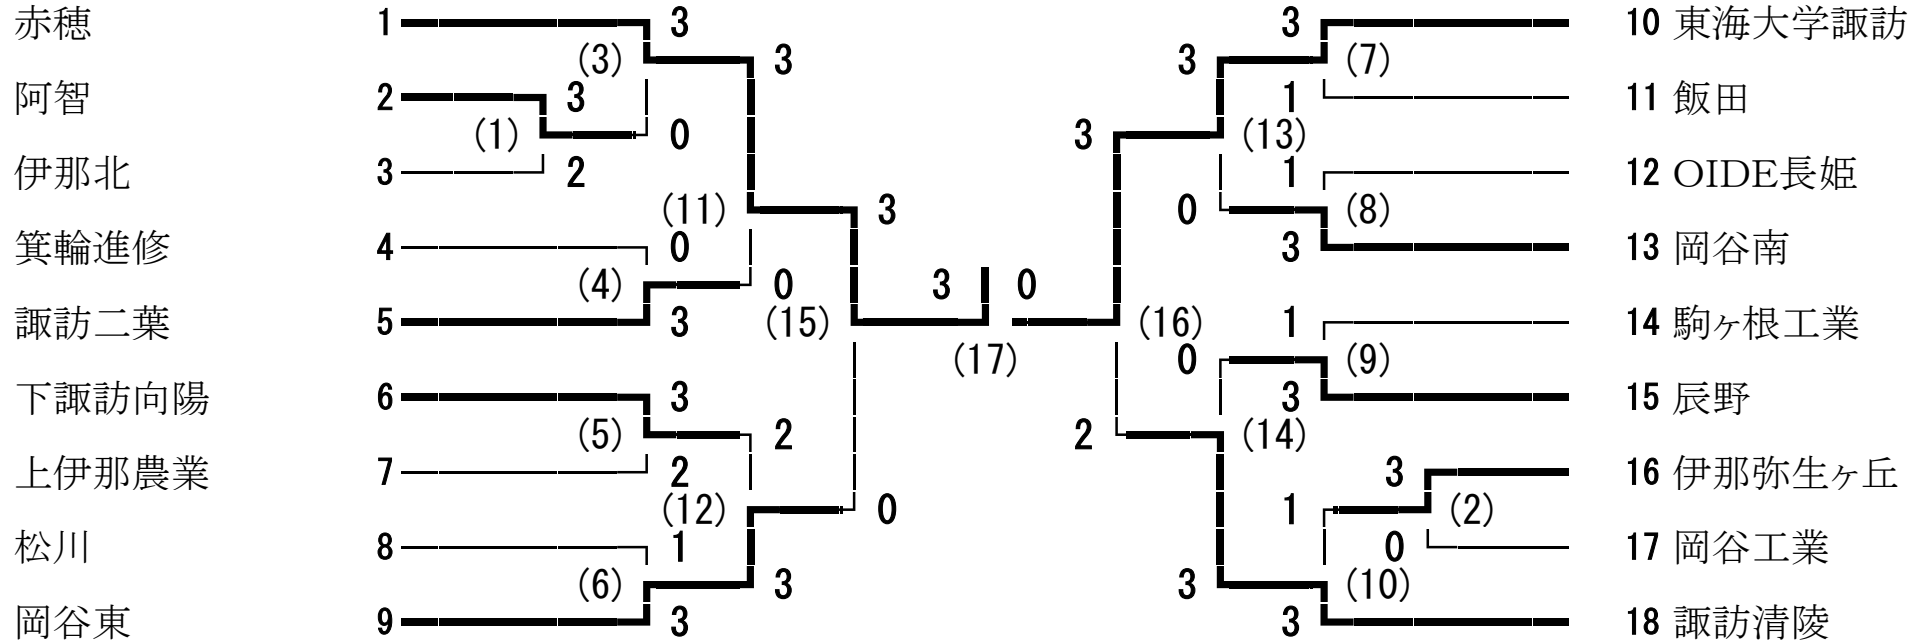 赤穂 1 3 3 10 東海大学諏訪
(3) 3 3 (7)
阿智 2 3 1 11 飯田
(1) 0 3 (13)
伊那北 3 2 1 12 OIDE長姫
(11) 3 0 (8)
箕輪進修 4 0 3 13 岡谷南
(4) 0 3 0
諏訪二葉 5 3 (15) (16) 1 14 駒ヶ根工業
(17) 0 (9)
下諏訪向陽 6 3 3 15 辰野
(5) 2 2 (14)
上伊那農業 7 2 3 16 伊那弥生ヶ丘
(12) 0 1 (2)
松川 8 1 0 17 岡谷工業
(6) 3 3 (10)
岡谷東 9 3 3 18 諏訪清陵